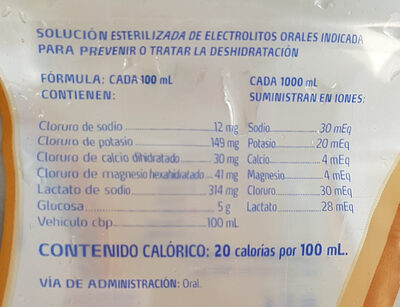 SOLUCIÓN ESTERILIZADA DE ELECTROLITOS ORALES INDICADA
PARA PREVENIR O TRATAR LA DESHIDRATACIÓN
FÓRMULA: CADA 100 mL
CONTIENEN:
Cloruro de sodio 12 mg
Cloruro de potasio 149 mg
Cloruro de calcio dihidratado 30 mg
Cloruro de magnesio hexahidratado 41 mg
Lactato de sodio 314 mg
Glucosa 5 g
Vehículo cbp 100 mL
CADA 1000 mL
SUMINISTRAN EN IONES:
Sodio 30 mEq
Potasio 20 mEq
Calcio 4 mEq
Magnesio 4 mEq
Cloruro 30 mEq
Lactato 28 mEq
CONTENIDO CALÓRICO: 20 calorías por 100 mL.
VÍA DE ADMINISTRACIÓN: Oral.